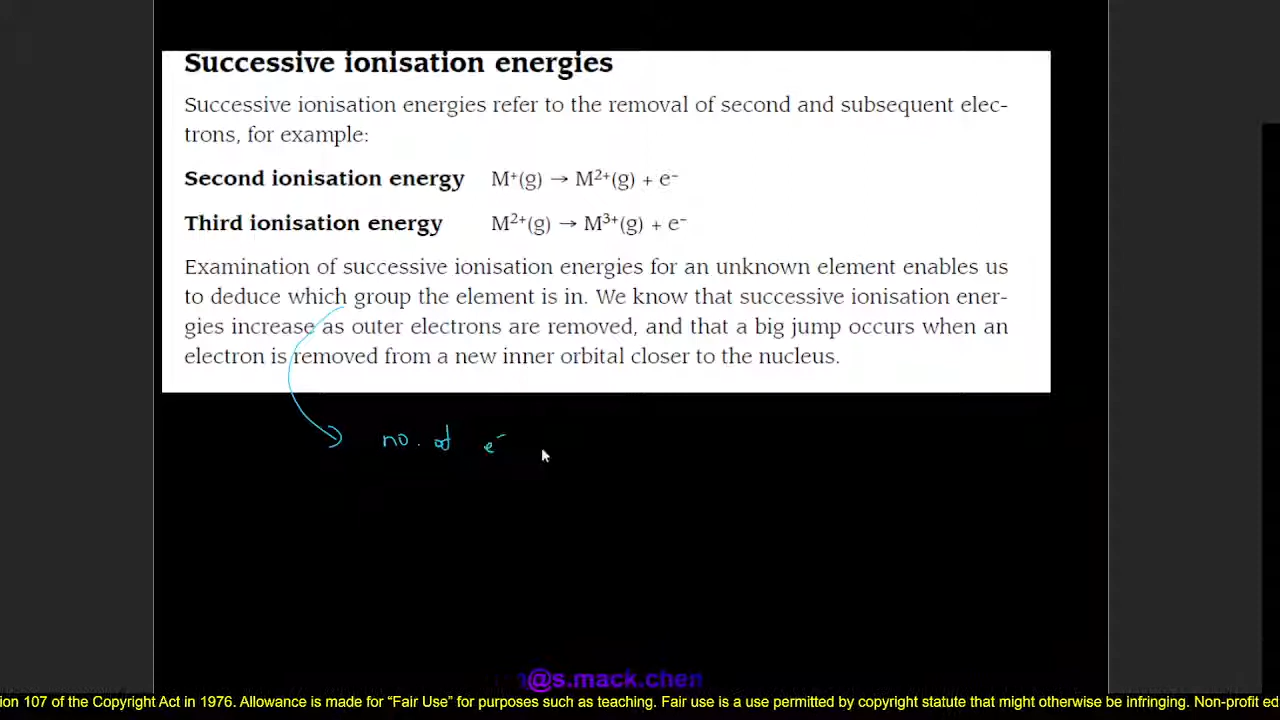 Successive ionisation energies
Successive ionisation energies refer to the removal of second and subsequent elec-
trons, for example:
Second ionisation energy M⁺(g) → M²⁺(g) + e⁻
Third ionisation energy M²⁺(g) → M³⁺(g) + e⁻
Examination of successive ionisation energies for an unknown element enables us
to deduce which group the element is in. We know that successive ionisation ener-
gies increase as outer electrons are removed, and that a big jump occurs when an
electron is removed from a new inner orbital closer to the nucleus.
no. of e⁻
@s.mack.chen
107 of the Copyright Act in 1976. Allowance is made for “Fair Use” for purposes such as teaching. Fair use is a use permitted by copyright statute that might otherwise be infringing. Non-profit